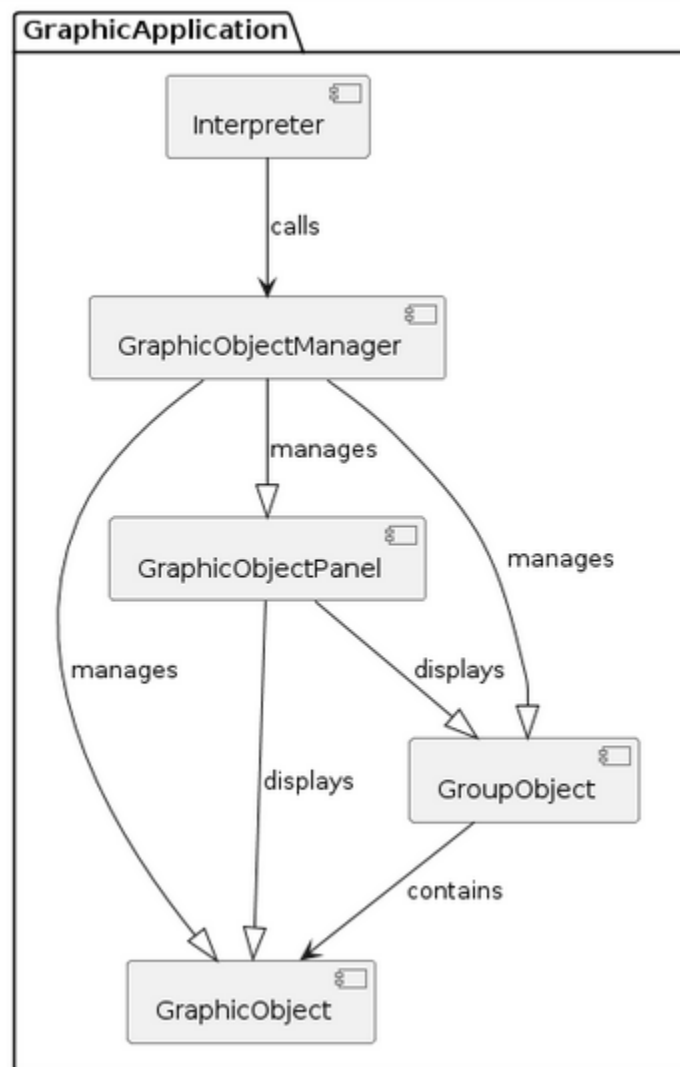 GraphicApplication
Interpreter
calls
GraphicObjectManager
manages
GraphicObjectPanel
manages
manages
displays
displays
GroupObject
contains
GraphicObject